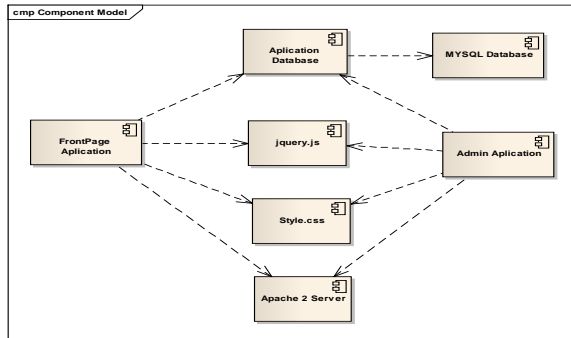 cmp Component Model
Aplication
Database
MYSQL Database
FrontPage
Aplication
jquery.js
Admin Aplication
Style.css
Apache 2 Server